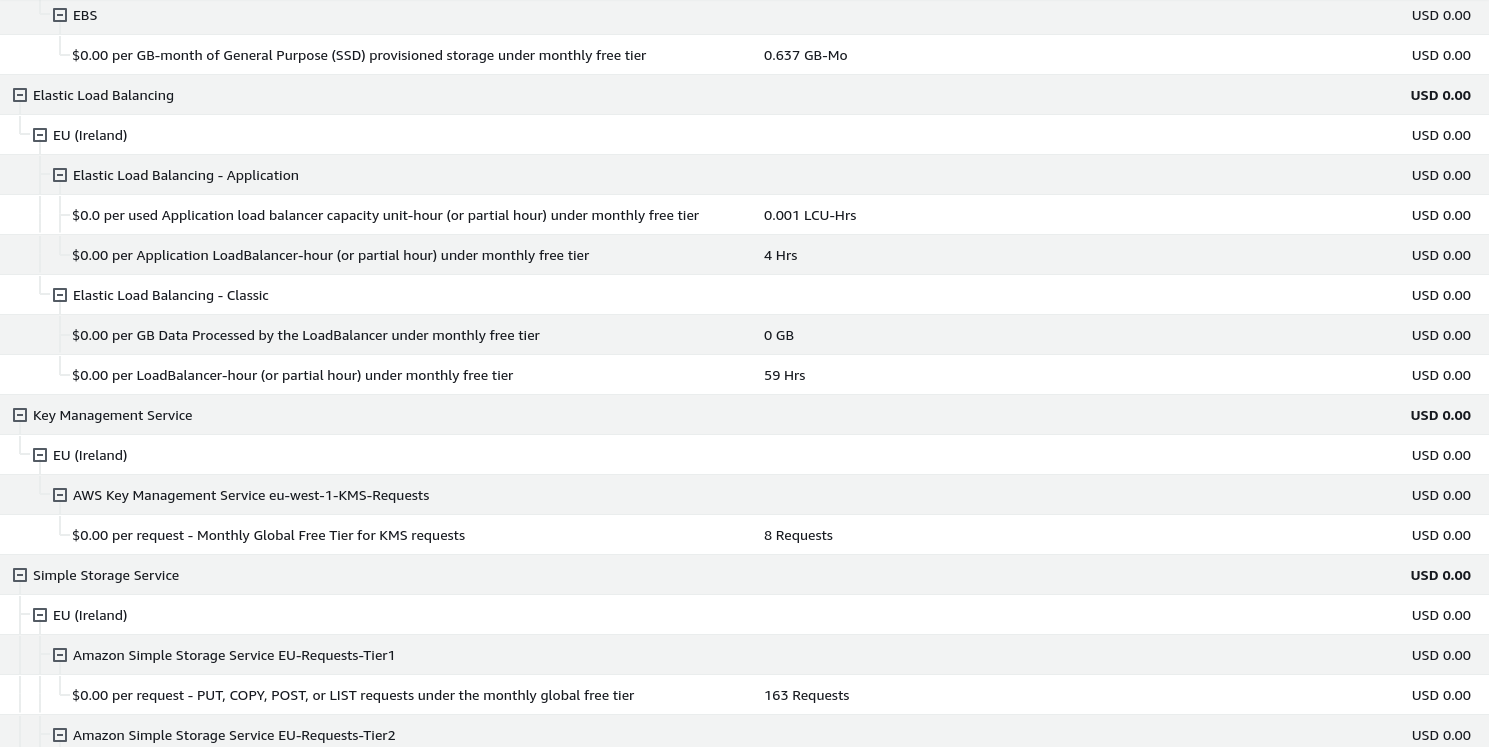 EBS USD 0.00
$0.00 per GB-month of General Purpose (SSD) provisioned storage under monthly free tier 0.637 GB-Mo USD 0.00
Elastic Load Balancing USD 0.00
EU (Ireland) USD 0.00
Elastic Load Balancing - Application USD 0.00
$0.0 per used Application load balancer capacity unit-hour (or partial hour) under monthly free tier 0.001 LCU-Hrs USD 0.00
$0.00 per Application LoadBalancer-hour (or partial hour) under monthly free tier 4 Hrs USD 0.00
Elastic Load Balancing - Classic USD 0.00
$0.00 per GB Data Processed by the LoadBalancer under monthly free tier 0 GB USD 0.00
$0.00 per LoadBalancer-hour (or partial hour) under monthly free tier 59 Hrs USD 0.00
Key Management Service USD 0.00
EU (Ireland) USD 0.00
AWS Key Management Service eu-west-1-KMS-Requests USD 0.00
$0.00 per request - Monthly Global Free Tier for KMS requests 8 Requests USD 0.00
Simple Storage Service USD 0.00
EU (Ireland) USD 0.00
Amazon Simple Storage Service EU-Requests-Tier1 USD 0.00
$0.00 per request - PUT, COPY, POST, or LIST requests under the monthly global free tier 163 Requests USD 0.00
Amazon Simple Storage Service EU-Requests-Tier2 USD 0.00